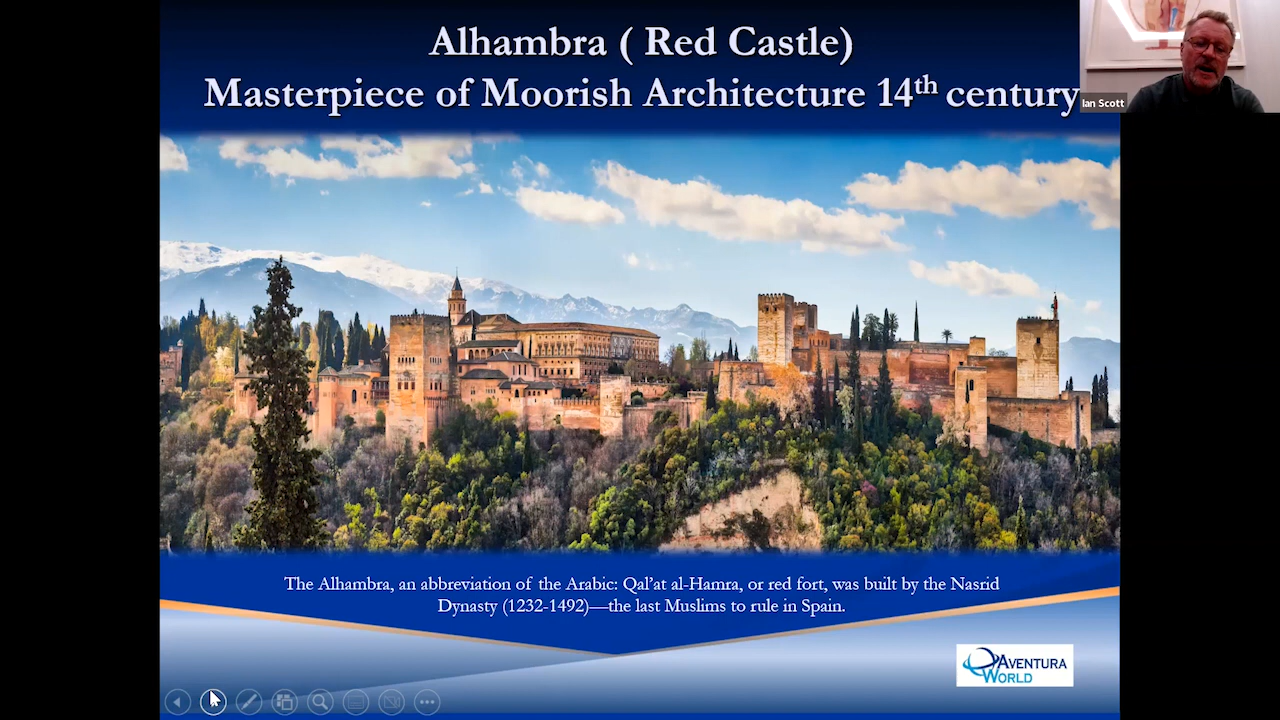 Alhambra ( Red Castle)
Masterpiece of Moorish Architecture 14th century
Ian Scott
The Alhambra, an abbreviation of the Arabic: Qal’at al-Hamra, or red fort, was built by the Nasrid
Dynasty (1232-1492)—the last Muslims to rule in Spain.
AVENTURA
WORLD